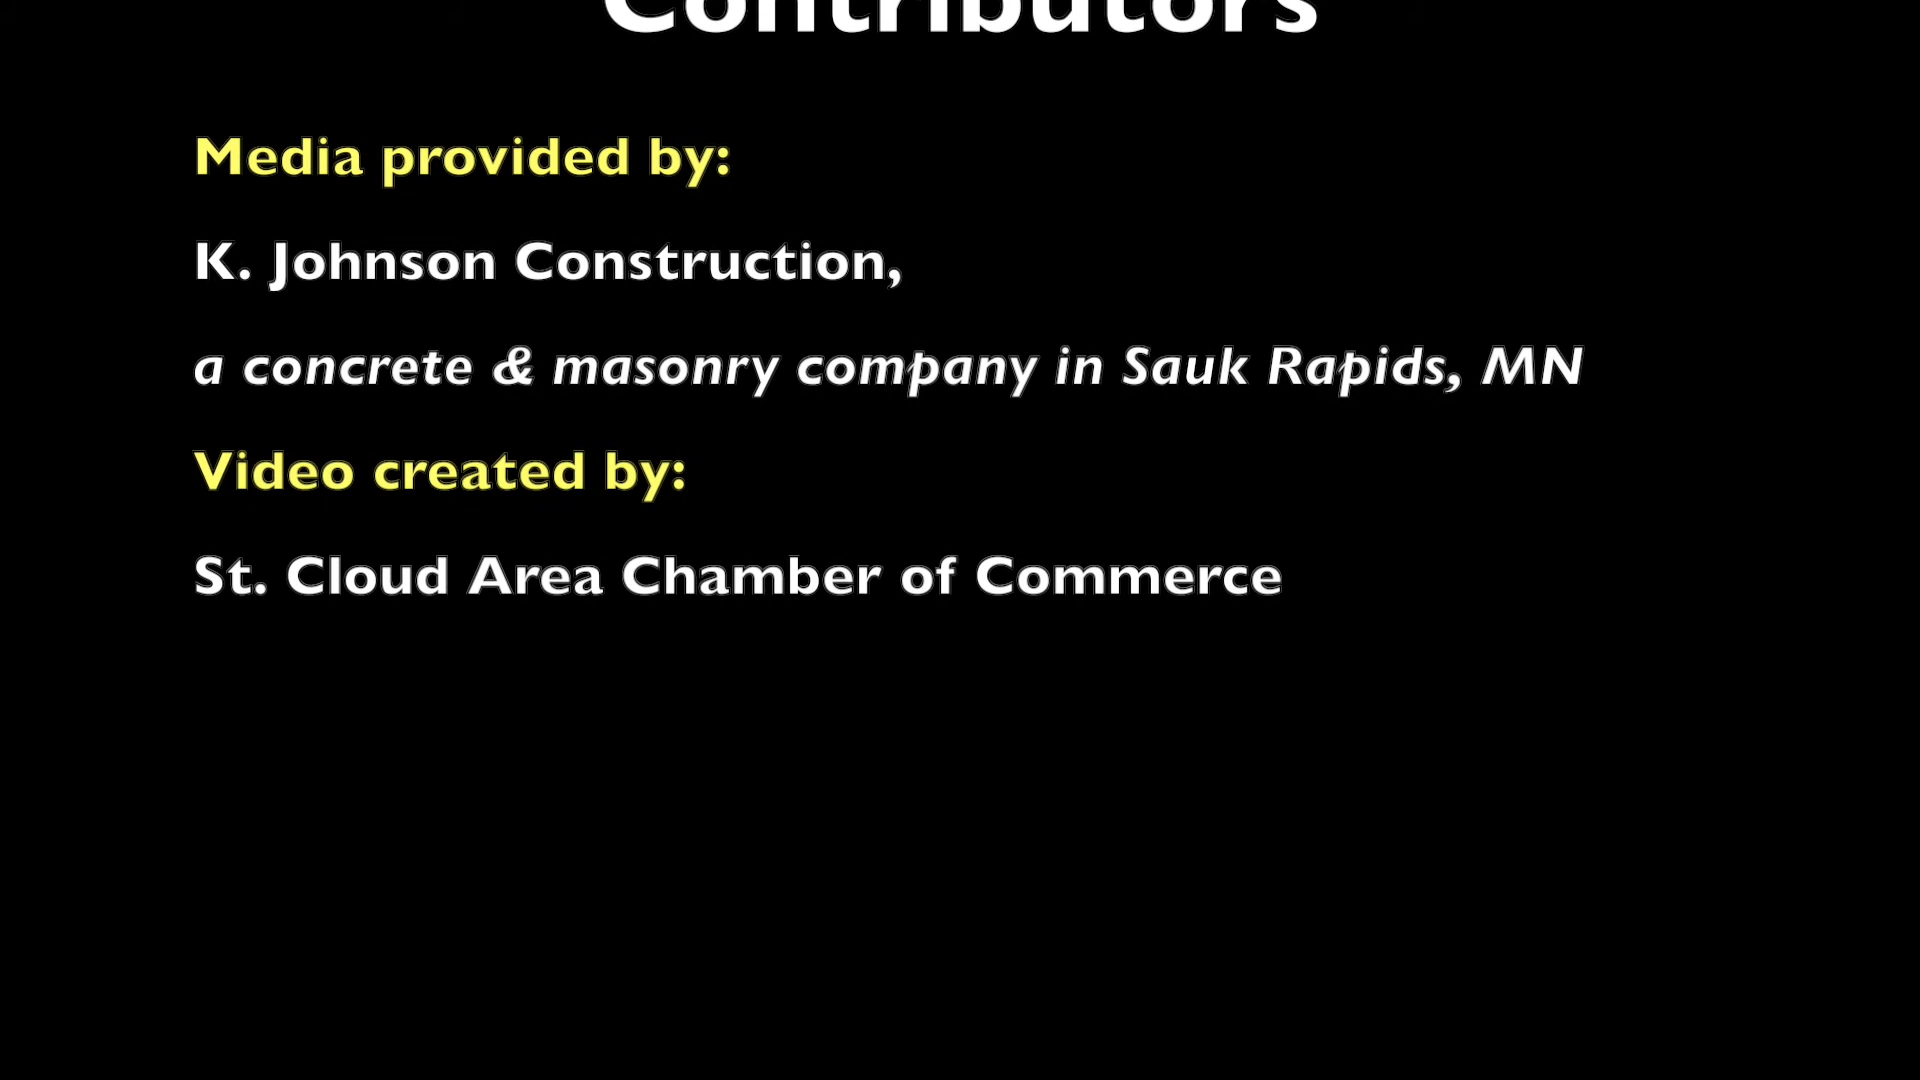 Contributors
Media provided by:
K. Johnson Construction,
a concrete & masonry company in Sauk Rapids, MN
Video created by:
St. Cloud Area Chamber of Commerce